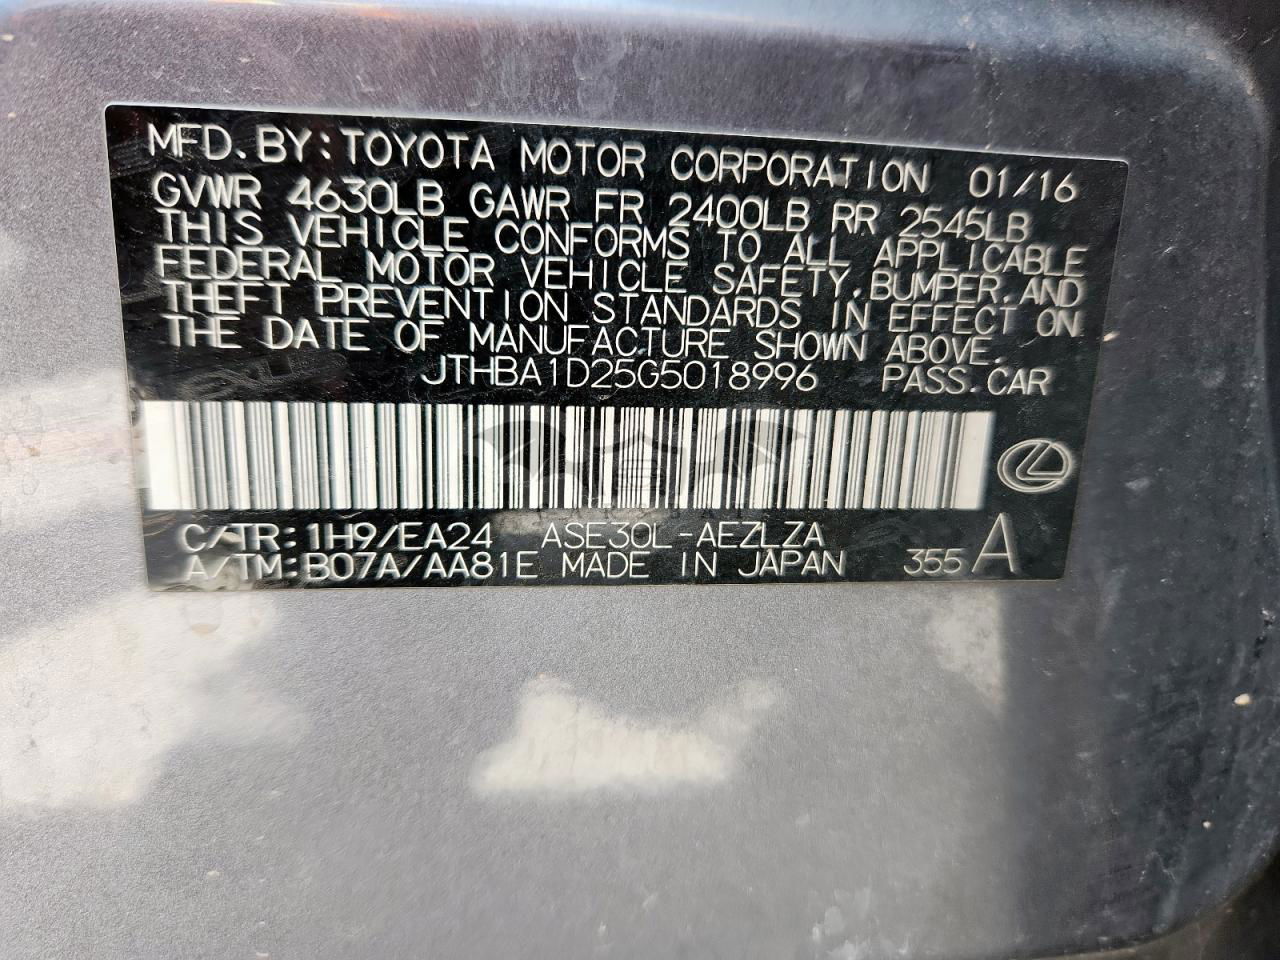 MFD.BY:TOYOTA MOTOR CORPORATION 01/16
GVWR 4630LB GAWR FR 2400LB RR 2545LB
THIS VEHICLE CONFORMS TO ALL APPLICABLE
FEDERAL MOTOR VEHICLE SAFETY,BUMPER,AND
THEFT PREVENTION STANDARDS IN EFFECT ON
THE DATE OF MANUFACTURE SHOWN ABOVE.
JTHBA1D25G5018996 PASS.CAR
C/TR:1H9/EA24 ASE30L-AEZLZA
A/TM:B07A/AA81E MADE IN JAPAN 355 A